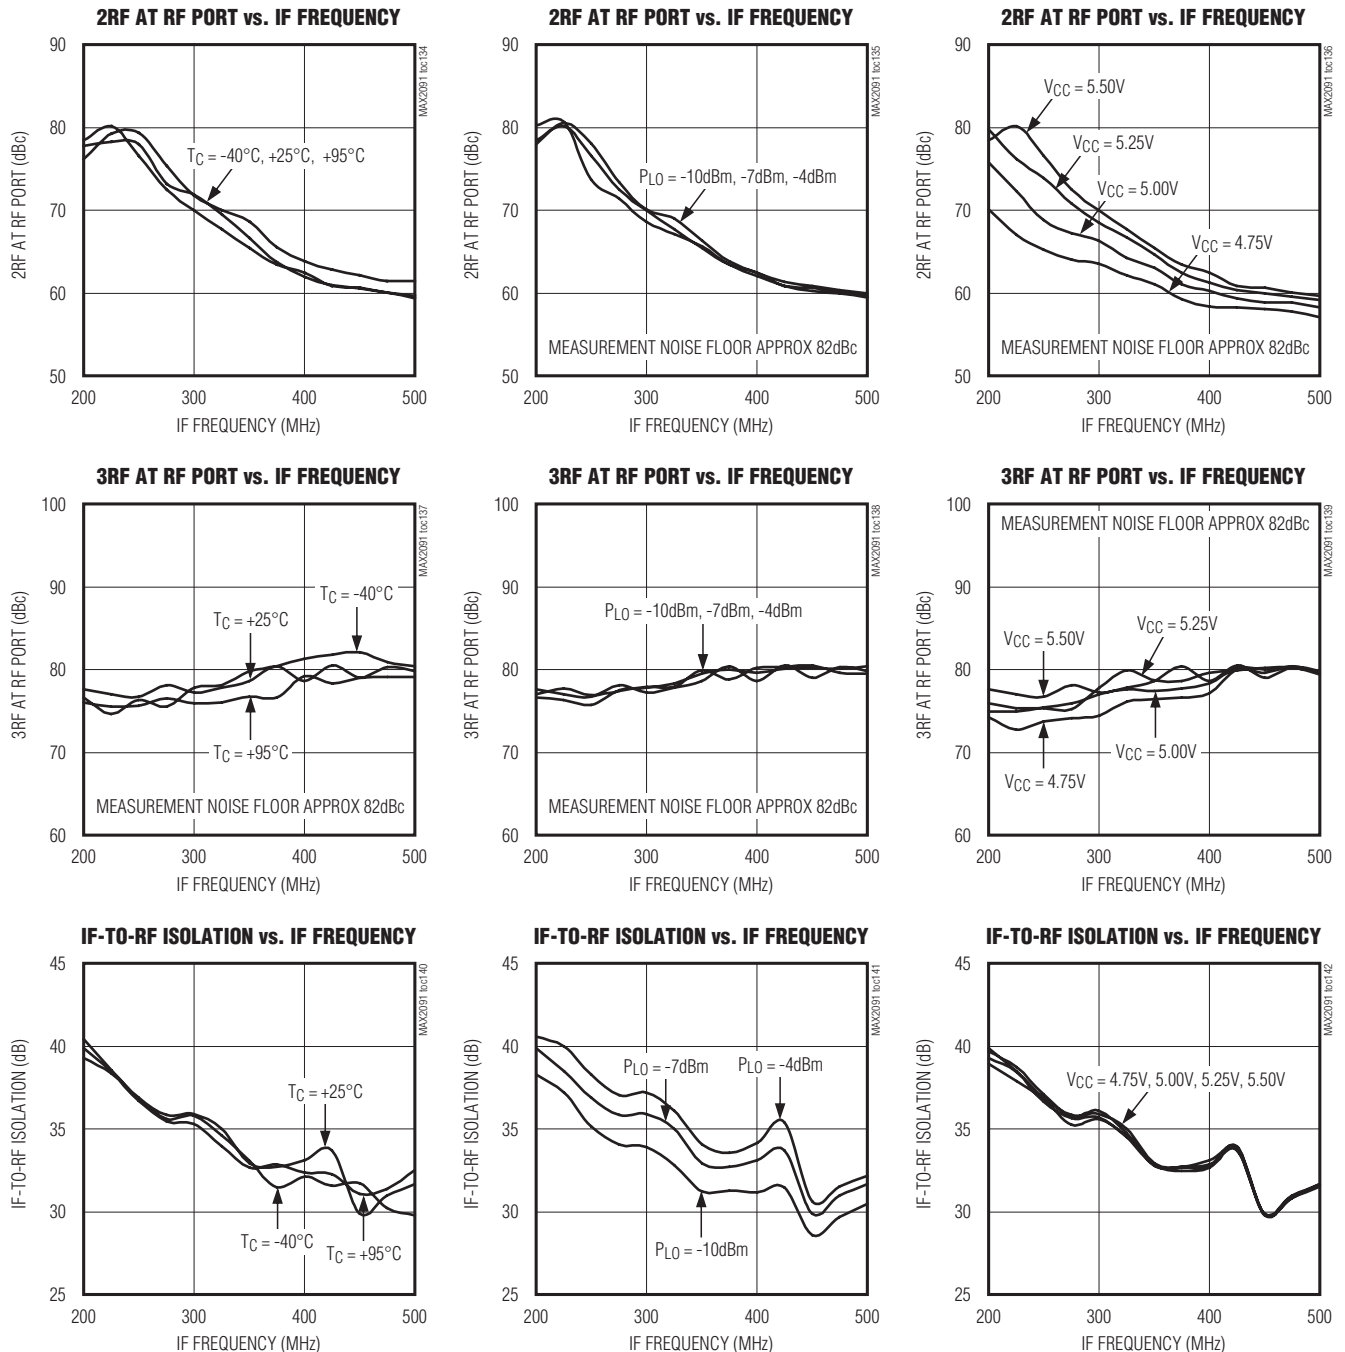 2RF AT RF PORT vs. IF FREQUENCY
MAX2091 toc134
2RF AT RF PORT (dBc)
90
80
70
60
50
TC = -40°C, +25°C, +95°C
200
300
400
500
IF FREQUENCY (MHz)
2RF AT RF PORT vs. IF FREQUENCY
MAX2091 toc135
2RF AT RF PORT (dBc)
90
80
70
60
50
PLO = -10dBm, -7dBm, -4dBm
MEASUREMENT NOISE FLOOR APPROX 82dBc
200
300
400
500
IF FREQUENCY (MHz)
2RF AT RF PORT vs. IF FREQUENCY
MAX2091 toc136
2RF AT RF PORT (dBc)
90
80
70
60
50
VCC = 5.50V
VCC = 5.25V
VCC = 5.00V
VCC = 4.75V
MEASUREMENT NOISE FLOOR APPROX 82dBc
200
300
400
500
IF FREQUENCY (MHz)
3RF AT RF PORT vs. IF FREQUENCY
MAX2091 toc137
3RF AT RF PORT (dBc)
100
90
80
70
60
TC = -40°C
TC = +25°C
TC = +95°C
MEASUREMENT NOISE FLOOR APPROX 82dBc
200
300
400
500
IF FREQUENCY (MHz)
3RF AT RF PORT vs. IF FREQUENCY
MAX2091 toc138
3RF AT RF PORT (dBc)
100
90
80
70
60
PLO = -10dBm, -7dBm, -4dBm
MEASUREMENT NOISE FLOOR APPROX 82dBc
200
300
400
500
IF FREQUENCY (MHz)
3RF AT RF PORT vs. IF FREQUENCY
MAX2091 toc139
3RF AT RF PORT (dBc)
100
90
80
70
60
MEASUREMENT NOISE FLOOR APPROX 82dBc
VCC = 5.25V
VCC = 5.50V
VCC = 5.00V
VCC = 4.75V
200
300
400
500
IF FREQUENCY (MHz)
IF-TO-RF ISOLATION vs. IF FREQUENCY
MAX2091 toc140
IF-TO-RF ISOLATION (dB)
45
40
35
30
25
TC = +25°C
TC = -40°C
TC = +95°C
200
300
400
500
IF FREQUENCY (MHz)
IF-TO-RF ISOLATION vs. IF FREQUENCY
MAX2091 toc141
IF-TO-RF ISOLATION (dB)
45
40
35
30
25
PLO = -7dBm
PLO = -4dBm
PLO = -10dBm
200
300
400
500
IF FREQUENCY (MHz)
IF-TO-RF ISOLATION vs. IF FREQUENCY
MAX2091 toc142
IF-TO-RF ISOLATION (dB)
45
40
35
30
25
VCC = 4.75V, 5.00V, 5.25V, 5.50V
200
300
400
500
IF FREQUENCY (MHz)